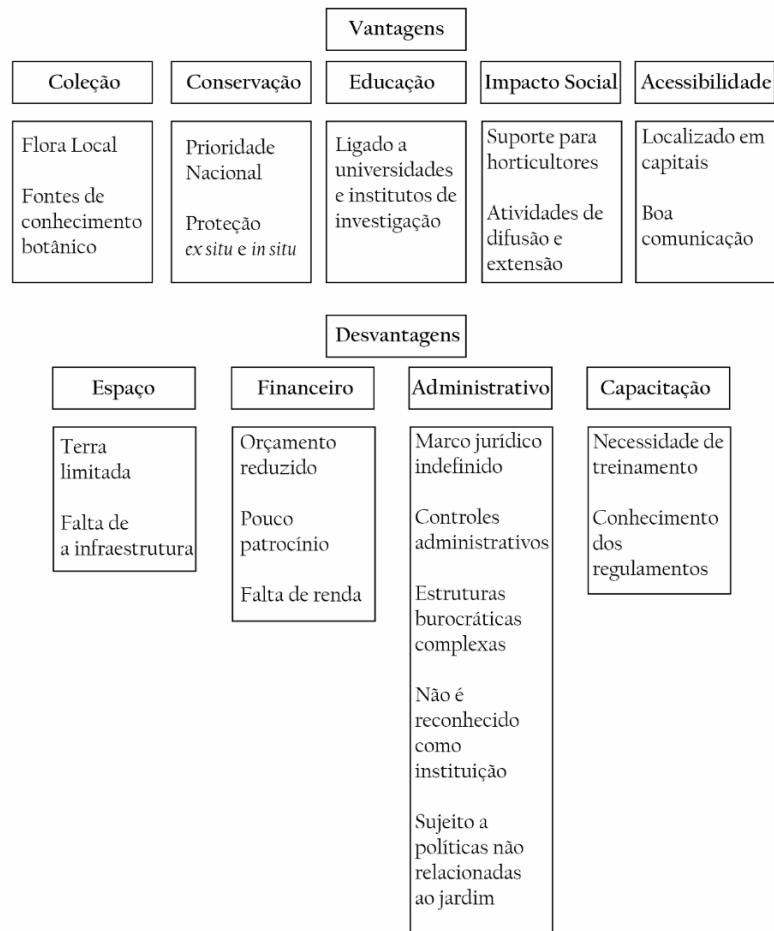 Vantagens
Coleção
Conservação
Educação
Impacto Social
Acessibilidade
Flora Local
Fontes de
conhecimento
botânico
Prioridade
Nacional
Proteção
ex situ e in situ
Ligado a
universidades
e institutos de
investigação
Suporte para
horticultores
Atividades de
difusão e
extensão
Localizado em
capitais
Boa
comunicação
Desvantagens
Espaço
Financeiro
Administrativo
Capacitação
Terra
limitada
Falta de
a infraestrutura
Orçamento
reduzido
Pouco
patrocínio
Falta de renda
Marco jurídico
indefinido
Controles
administrativos
Estruturas
burocráticas
complexas
Não é
reconhecido
como
instituição
Sujeito a
políticas não
relacionadas
ao jardim
Necessidade de
treinamento
Conhecimento
dos
regulamentos